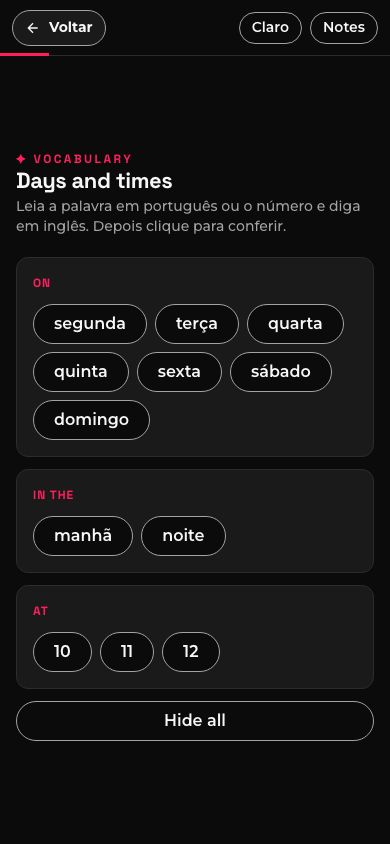 ← Voltar
Claro
Notes
✦ VOCABULARY
Days and times
Leia a palavra em português ou o número e diga
em inglês. Depois clique para conferir.
ON
segunda terça quarta
quinta sexta sábado
domingo
IN THE
manhã noite
AT
10 11 12
Hide all